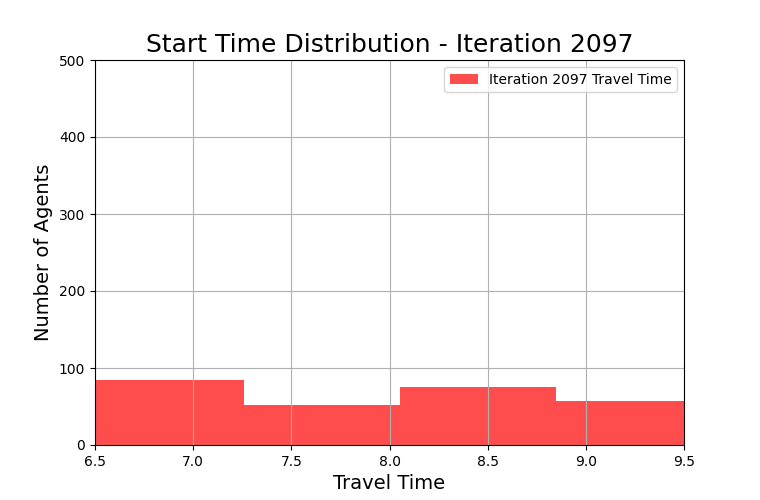 Start Time Distribution - Iteration 2097
Iteration 2097 Travel Time
Number of Agents
500
400
300
200
100
0
6.5 7.0 7.5 8.0 8.5 9.0 9.5
Travel Time